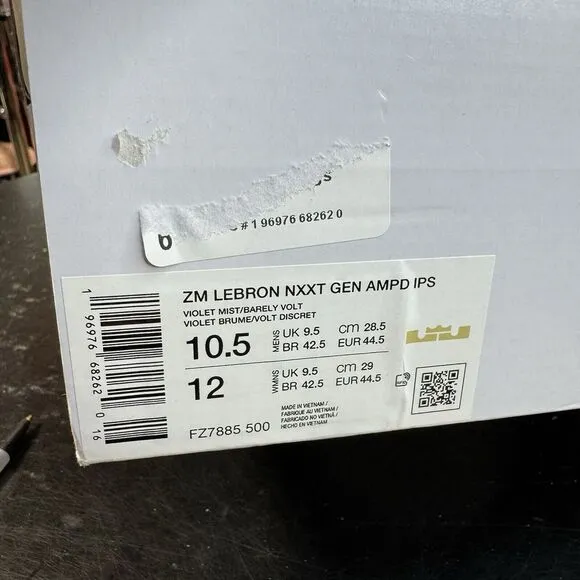 # 1 96976 68262 0
ZM LEBRON NXXT GEN AMPD IPS
VIOLET MIST/BARELY VOLT
VIOLET BRUME/VOLT DISCRET
10.5 MENS UK 9.5 CM 28.5
BR 42.5 EUR 44.5
12 WMNS UK 9.5 CM 29
BR 42.5 EUR 44.5
FZ7885 500
MADE IN VIETNAM /
FABRIQUE AU VIETNAM /
FABRICADO NO VIETNÃ /
HECHO EN VIETNAM
1 96976 68262 0 16